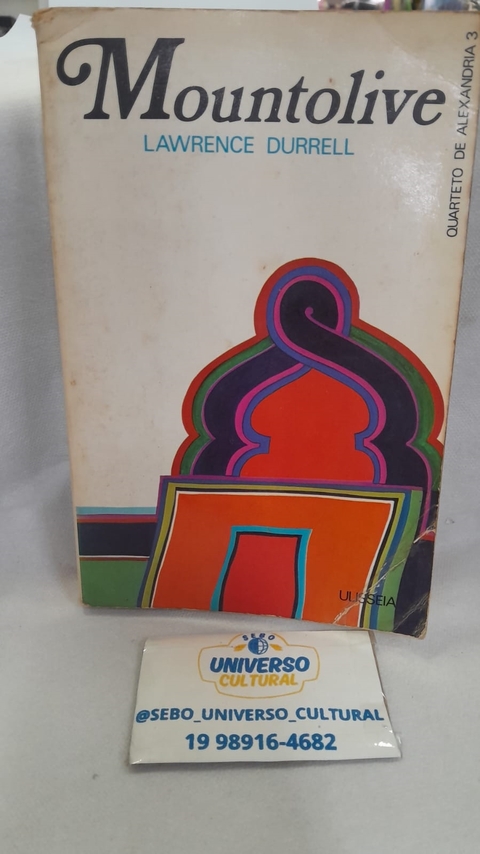 Mountolive
LAWRENCE DURRELL
QUARTETO DE ALEXANDRIA 3
ULISSEIA
SEBO
UNIVERSO
CULTURAL
@SEBO_UNIVERSO_CULTURAL
19 98916-4682